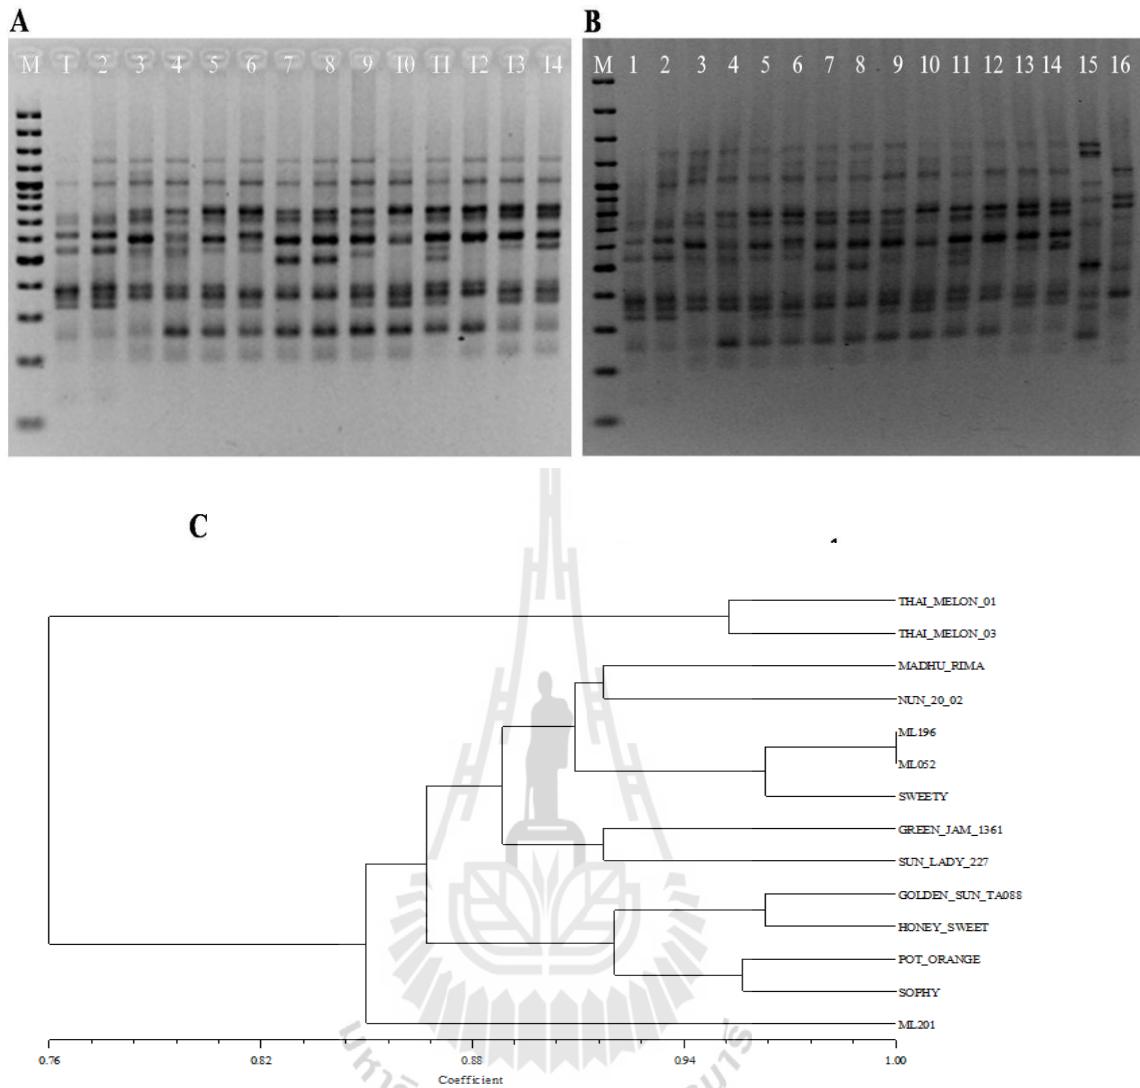 A
M 1 2 3 4 5 6 7 8 9 10 11 12 13 14
B
M 1 2 3 4 5 6 7 8 9 10 11 12 13 14 15 16
C
THAI_MELON_01
THAI_MELON_03
MADHU_RIMA
NUN_20_02
ML196
ML052
SWEETY
GREEN_JAM_1361
SUN_LADY_227
GOLDEN_SUN_TA088
HONEY_SWEET
POT_ORANGE
SOPHY
ML201
0.76 0.82 0.88 0.94 1.00
Coefficient